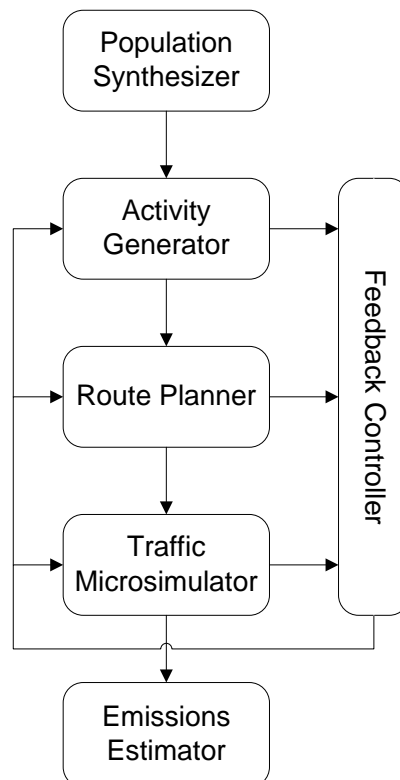 Population
Synthesizer
Activity
Generator
Route Planner
Traffic
Microsimulator
Emissions
Estimator
Feedback Controller